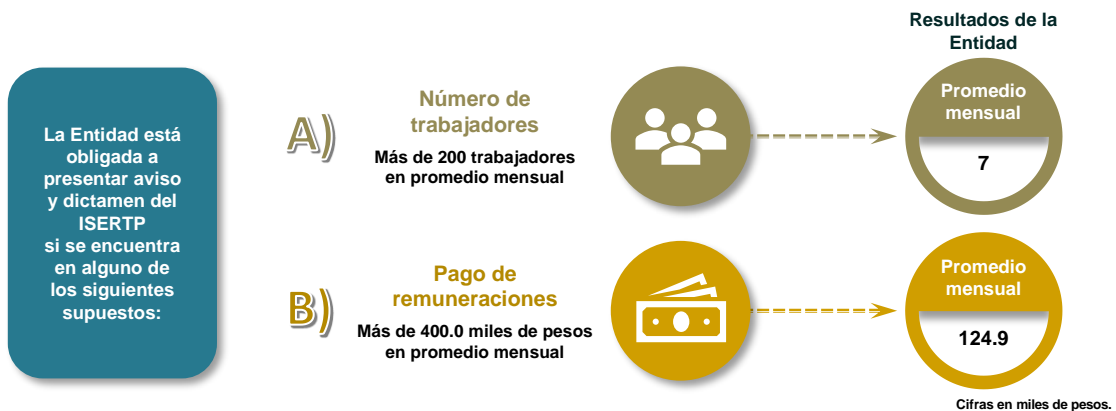 La Entidad está
obligada a
presentar aviso
y dictamen del
ISERTP
si se encuentra
en alguno de
los siguientes
supuestos:
A)
Número de
trabajadores
Más de 200 trabajadores
en promedio mensual
Resultados de la
Entidad
Promedio
mensual
7
B)
Pago de
remuneraciones
Más de 400.0 miles de pesos
en promedio mensual
Promedio
mensual
124.9
Cifras en miles de pesos.